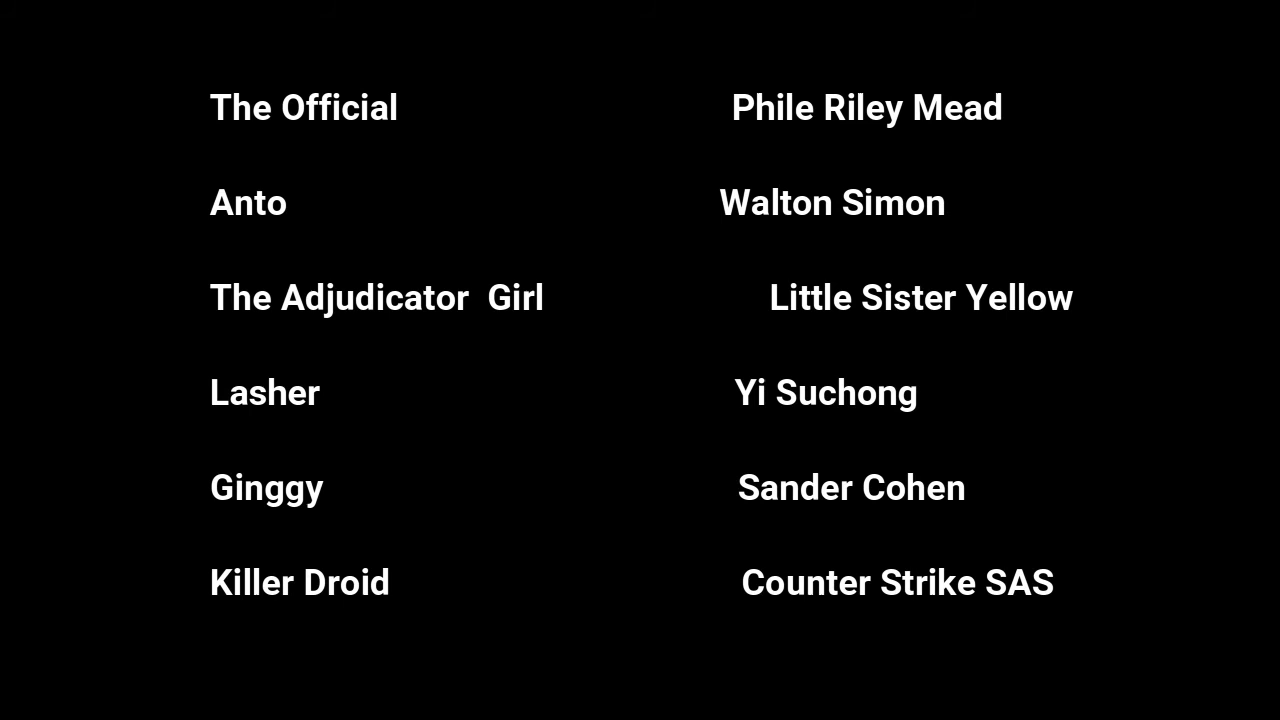 The Official Phile Riley Mead
Anto Walton Simon
The Adjudicator  Girl Little Sister Yellow
Lasher Yi Suchong
Ginggy Sander Cohen
Killer Droid Counter Strike SAS